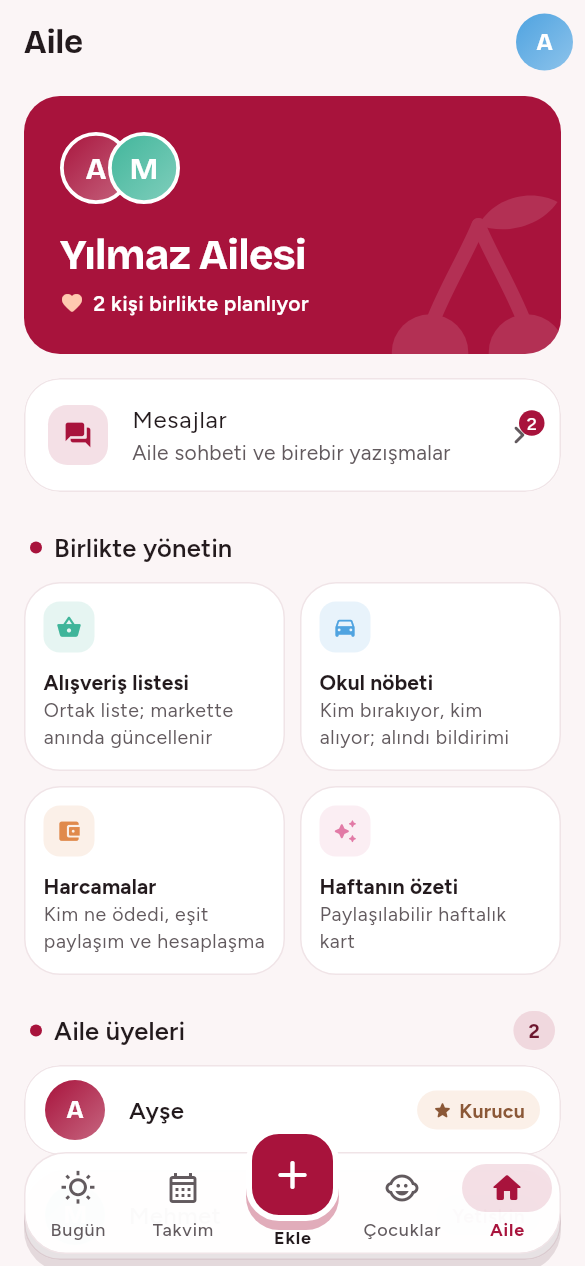 Aile
A
A M
Yılmaz Ailesi
2 kişi birlikte planlıyor
Mesajlar
2
Aile sohbeti ve birebir yazışmalar
Birlikte yönetin
Alışveriş listesi
Ortak liste; markette
anında güncellenir
Okul nöbeti
Kim bırakıyor, kim
alıyor; alındı bildirimi
Harcamalar
Kim ne ödedi, eşit
paylaşım ve hesaplaşma
Haftanın özeti
Paylaşılabilir haftalık
kart
Aile üyeleri
2
A
Ayşe
Kurucu
Mehmet
Bugün
Takvim
Ekle
Çocuklar
Aile